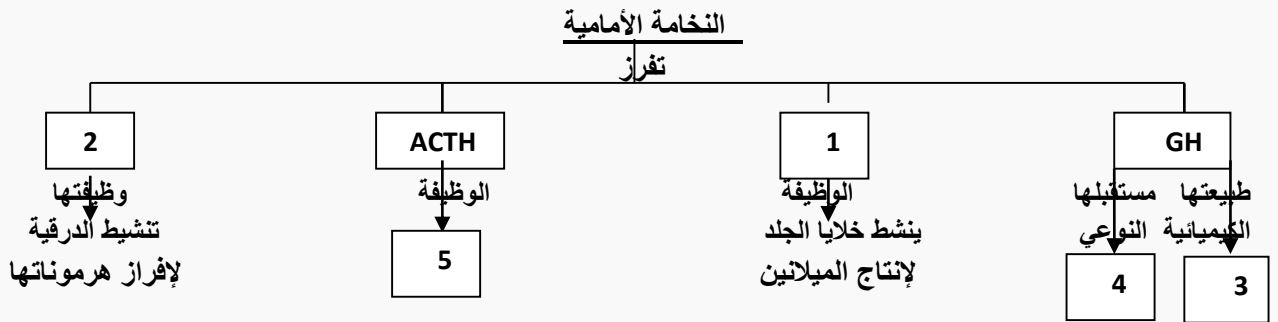 النخامة الأمامية
تفرز
GH
1
ACTH
2
طبيعتها
الكيميائية
3
مستقبلها
النوعي
4
الوظيفة
ينشط خلايا الجلد
لإنتاج الميلانين
الوظيفة
5
وظيفتها
تنشيط الدرقية
لإفراز هرموناتها